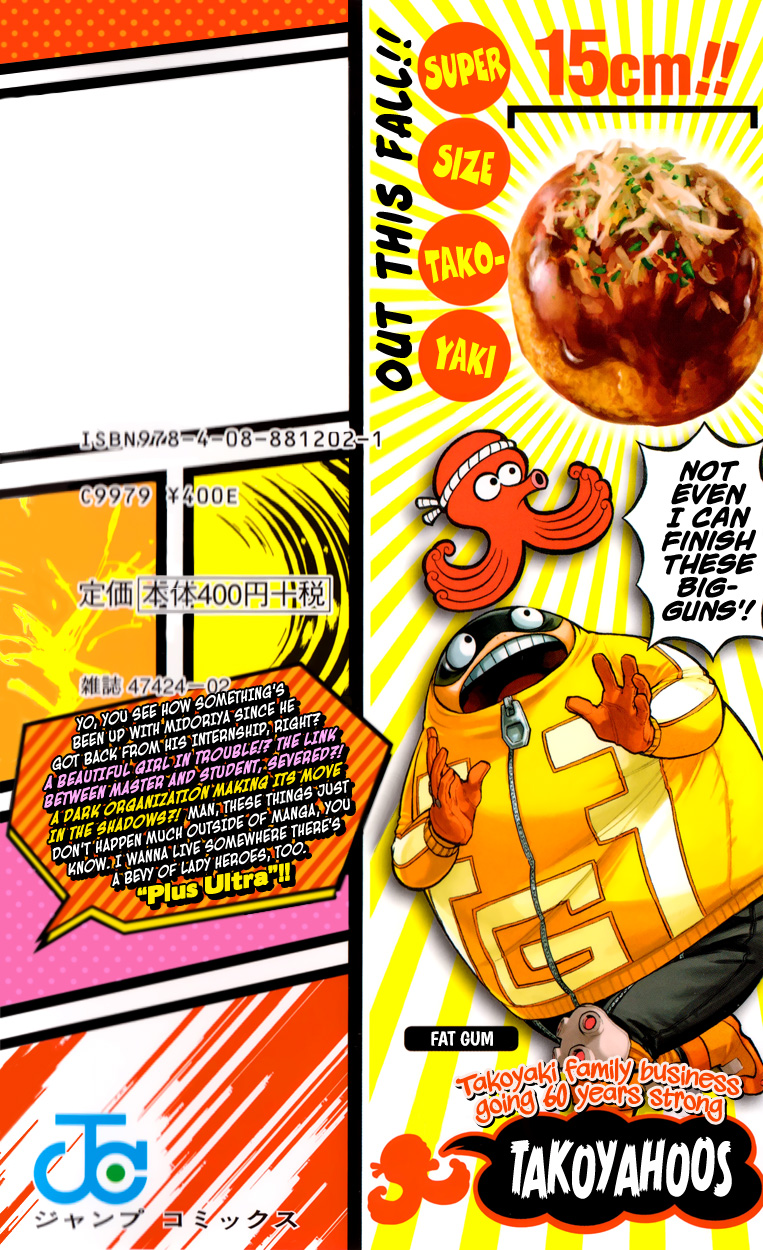 ISBN978-4-08-881202-1
C9979 ¥400E
定価 本体400円十税
雑誌 47424-02
YO, YOU SEE HOW SOMETHING'S
BEEN UP WITH MIDORIYA SINCE HE
GOT BACK FROM HIS INTERNSHIP, RIGHT?
A BEAUTIFUL GIRL IN TROUBLE!? THE LINK
BETWEEN MASTER AND STUDENT, SEVERED?!
A DARK ORGANIZATION MAKING ITS MOVE
IN THE SHADOWS?! MAN, THESE THINGS JUST
DON'T HAPPEN MUCH OUTSIDE OF MANGA, YOU
KNOW. I WANNA LIVE SOMEWHERE THERE'S
A BEVY OF LADY HEROES, TOO.
"Plus Ultra"!!
JC
ジャンプ コミックス
OUT THIS FALL!!
SUPER
SIZE
TAKO-
YAKI
15cm!!
NOT
EVEN
I CAN
FINISH
THESE
BIG-
GUNS'!
F
G
FAT GUM
Takoyaki family business
going 60 years strong
TAKOYAHOOS